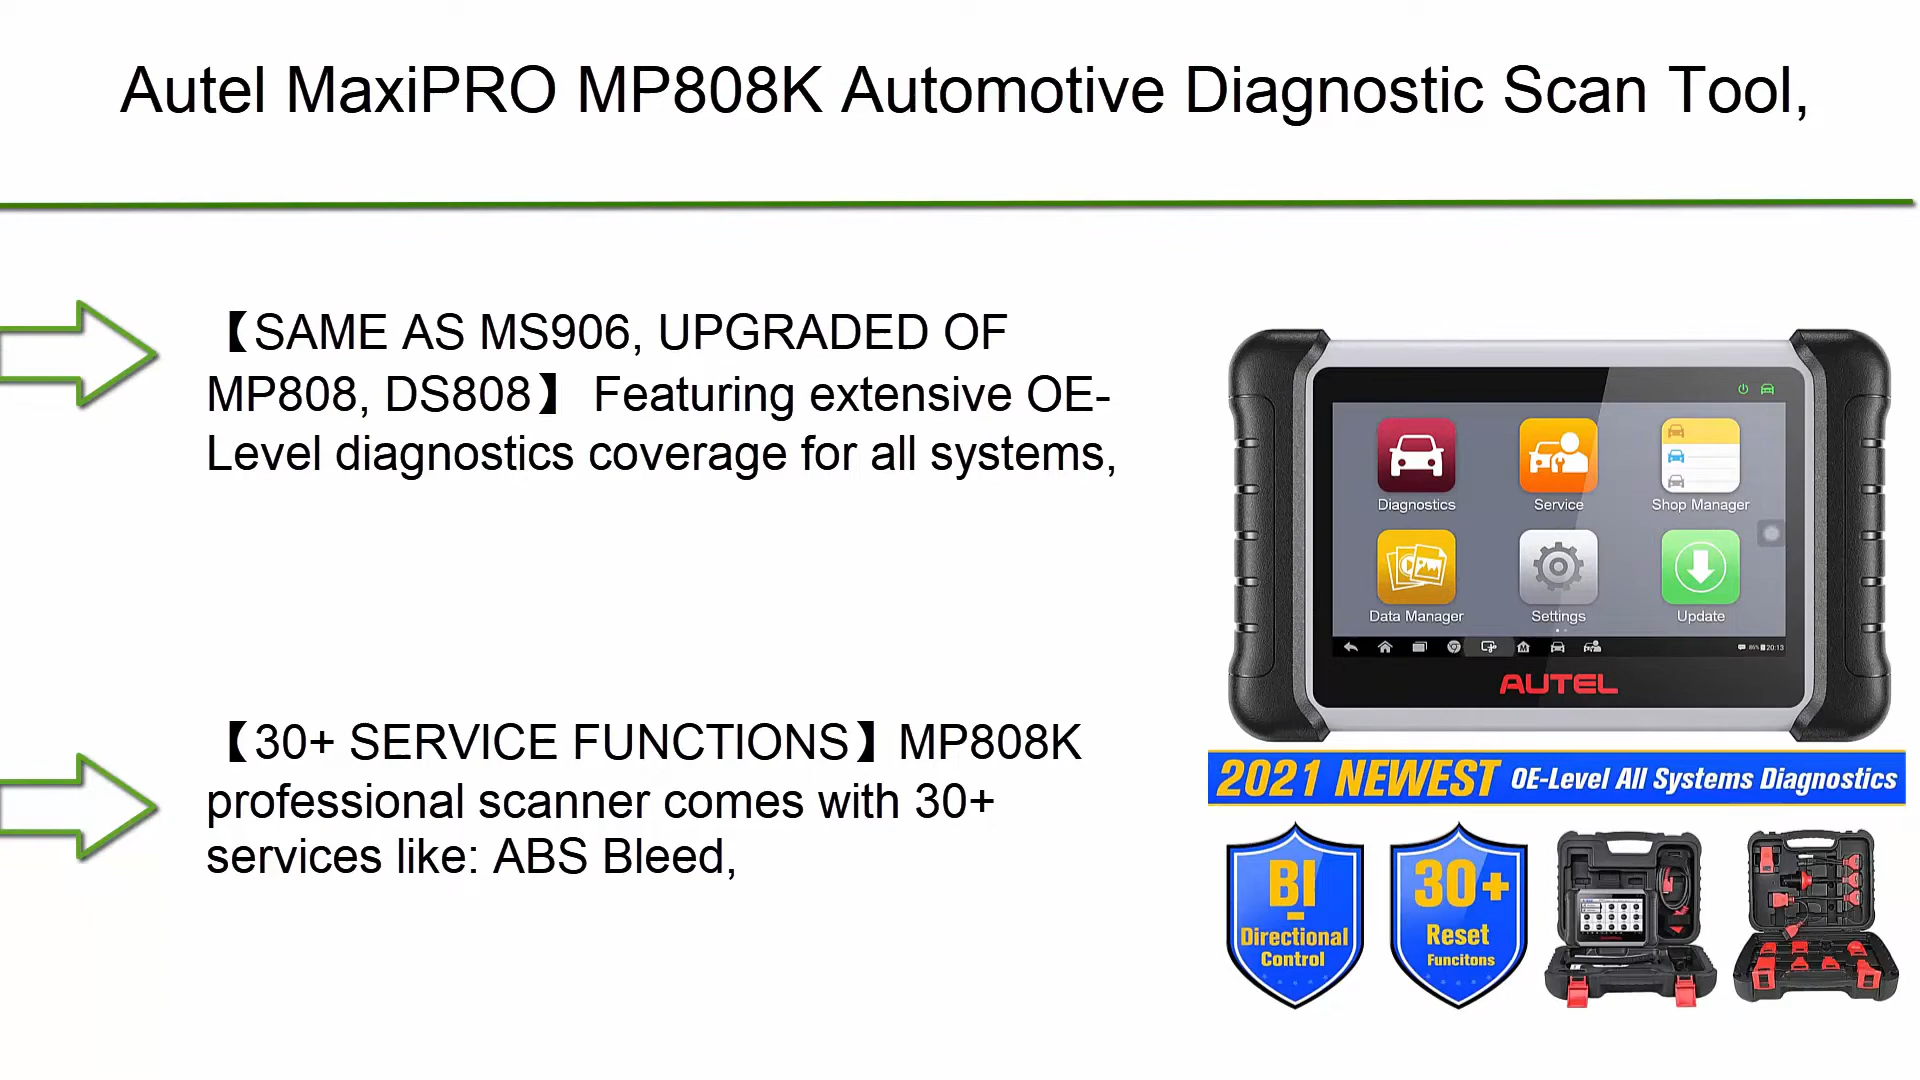 Autel MaxiPRO MP808K Automotive Diagnostic Scan Tool,
【SAME AS MS906, UPGRADED OF
MP808, DS808】 Featuring extensive OE-
Level diagnostics coverage for all systems,
【30+ SERVICE FUNCTIONS】MP808K
professional scanner comes with 30+
services like: ABS Bleed,
Diagnostics
Service
Shop Manager
Data Manager
Settings
Update
86% 20:13
AUTEL
2021 NEWEST OE-Level All Systems Diagnostics
BI
-
Directional
Control
30+
Reset
Funcitons